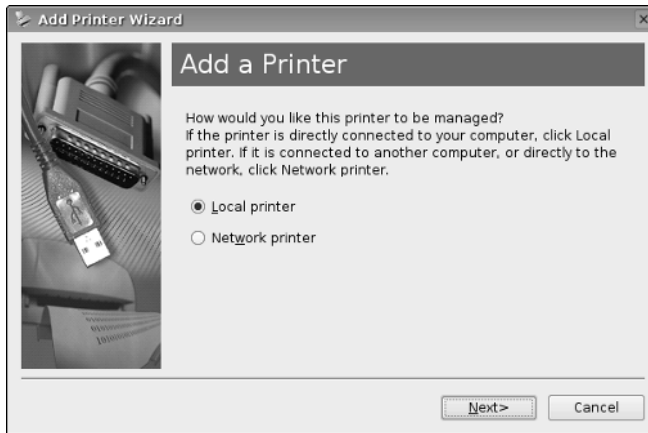 Add Printer Wizard
Add a Printer
How would you like this printer to be managed?
If the printer is directly connected to your computer, click Local
printer. If it is connected to another computer, or directly to the
network, click Network printer.
Local printer
Network printer
Next>
Cancel